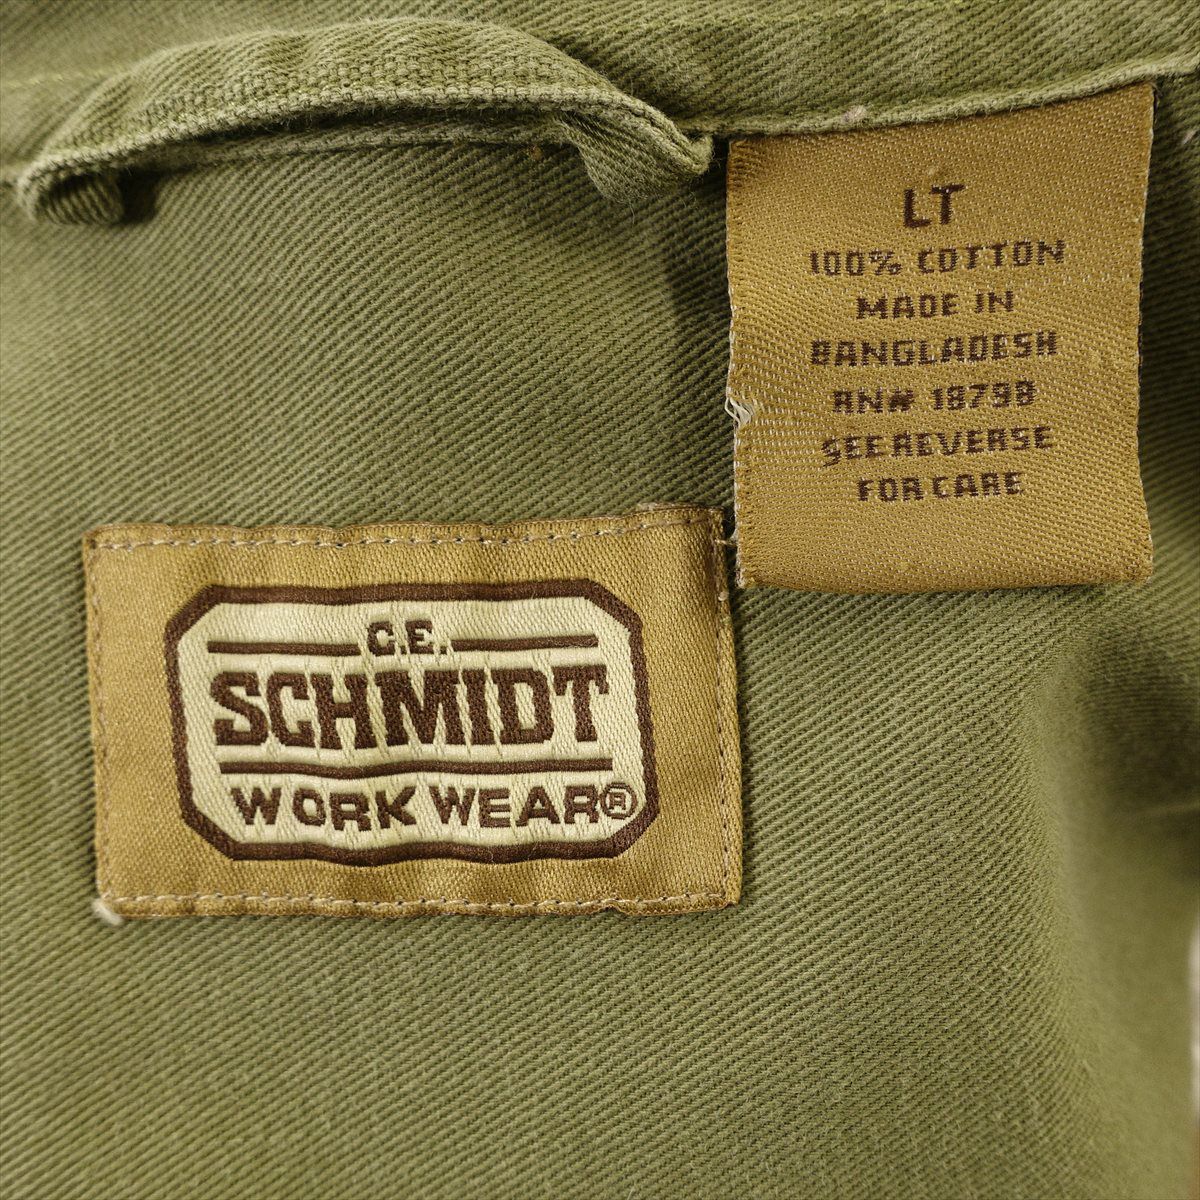 LT
100% COTTON
MADE IN
BANGLADESH
RN# 18798
SEE REVERSE
FOR CARE
C.E.
SCHMIDT
WORK WEAR®